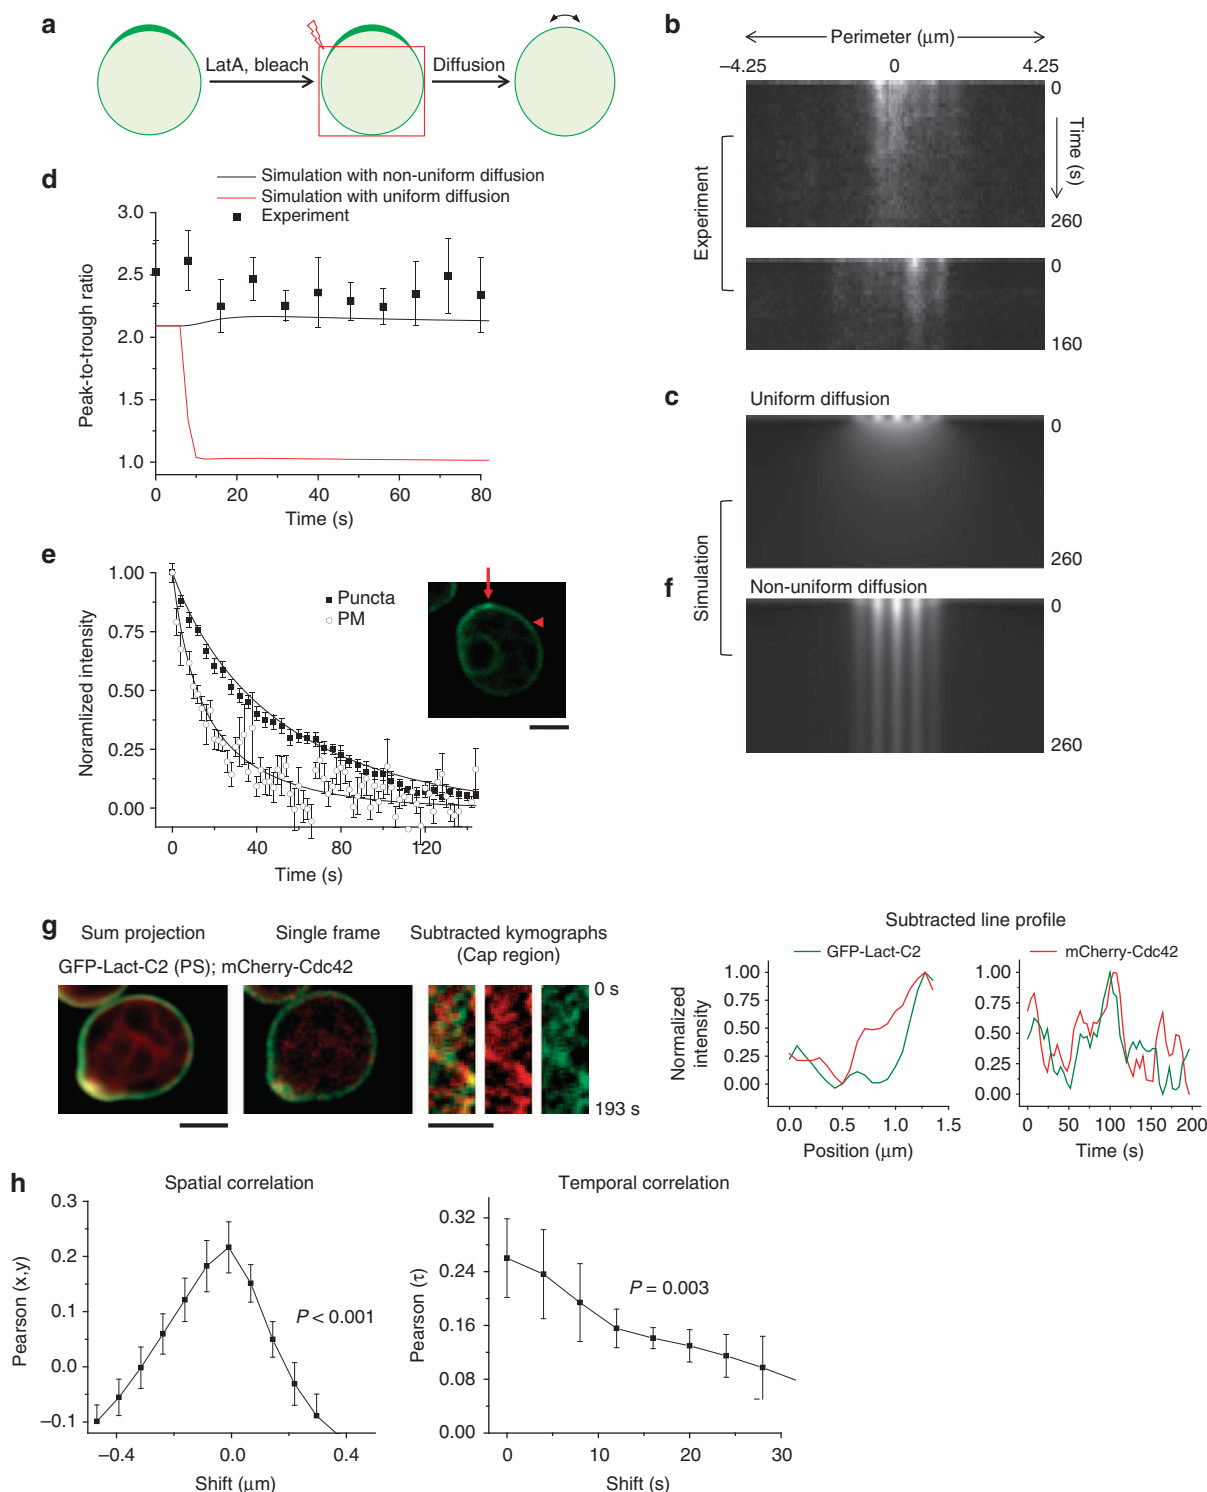 a
LatA, bleach
Diffusion
b
Perimeter (μm)
−4.25
0
4.25
0
Time (s)
260
Experiment
0
160
c
Uniform diffusion
0
260
Simulation
f
Non-uniform diffusion
0
260
d
Simulation with non-uniform diffusion
Simulation with uniform diffusion
Experiment
3.0
2.5
2.0
1.5
1.0
Peak-to-trough ratio
0
20
40
60
80
Time (s)
e
1.00
0.75
0.50
0.25
0.00
Noramlized intensity
Puncta
PM
0
40
80
120
Time (s)
g
Sum projection
Single frame
Subtracted kymographs
(Cap region)
GFP-Lact-C2 (PS); mCherry-Cdc42
0 s
193 s
Subtracted line profile
GFP-Lact-C2
mCherry-Cdc42
Normalized
intensity
1.00
0.75
0.50
0.25
0.00
0.0
0.5
1.0
1.5
Position (μm)
1.00
0.75
0.50
0.25
0.00
0
50
100
150
200
Time (s)
h
Spatial correlation
0.3
0.2
0.1
0.0
−0.1
Pearson (x,y)
P < 0.001
−0.4
0.0
0.4
Shift (μm)
Temporal correlation
0.32
0.24
0.16
0.08
0.00
Pearson (τ)
P = 0.003
0
10
20
30
Shift (s)